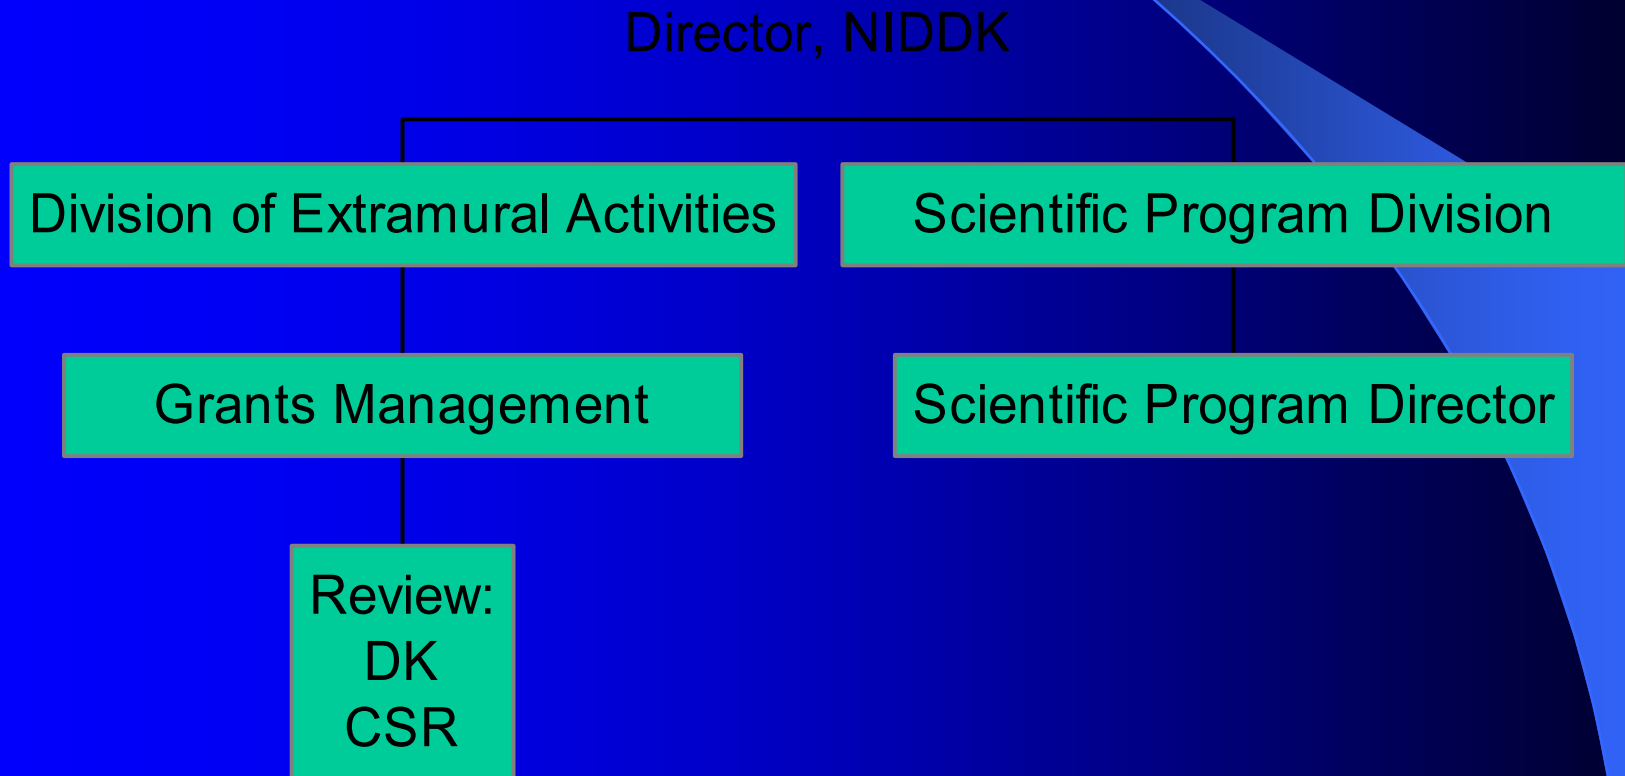 Director, NIDDK
Division of Extramural Activities
Scientific Program Division
Grants Management
Scientific Program Director
Review:
DK
CSR